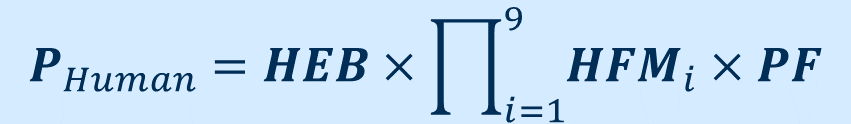 P_Human = HEB × ∏_{i=1}^{9} HFM_i × PF